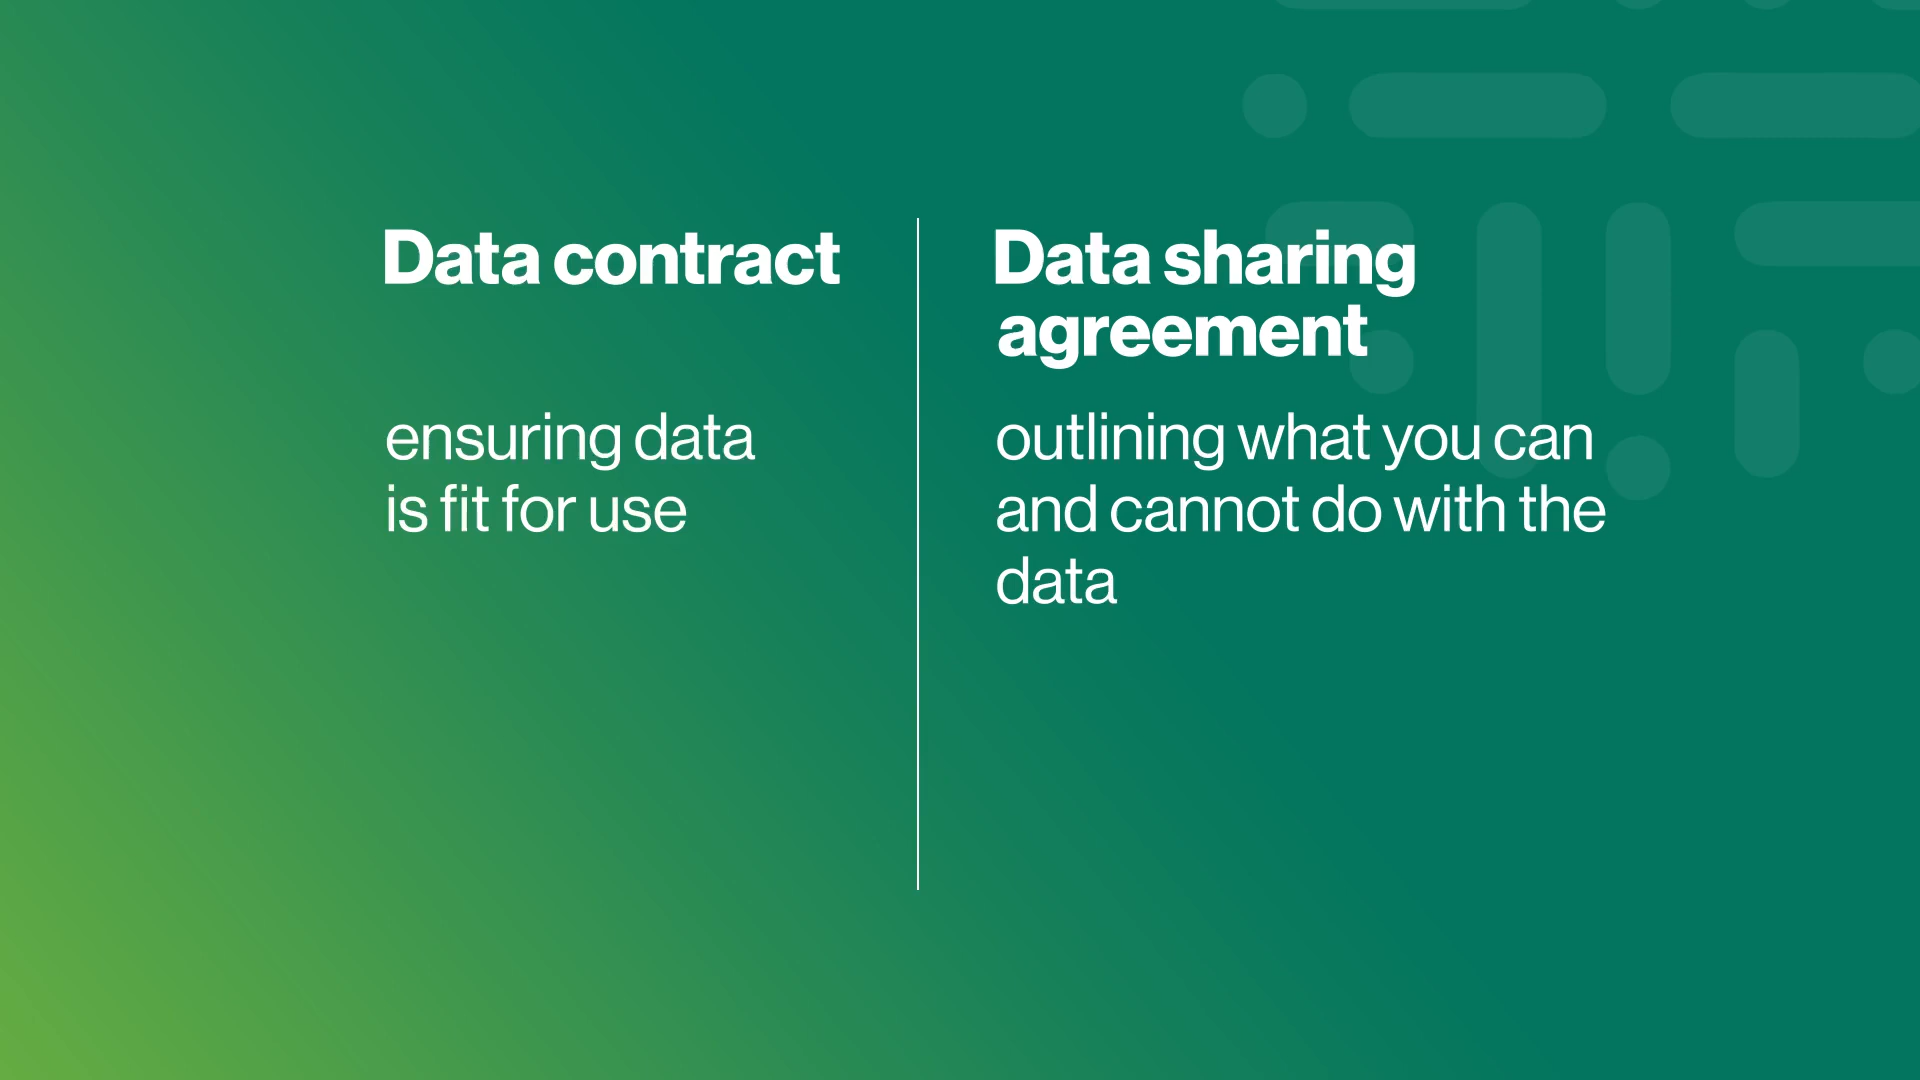 Data contract
ensuring data
is fit for use
Data sharing
agreement
outlining what you can
and cannot do with the
data